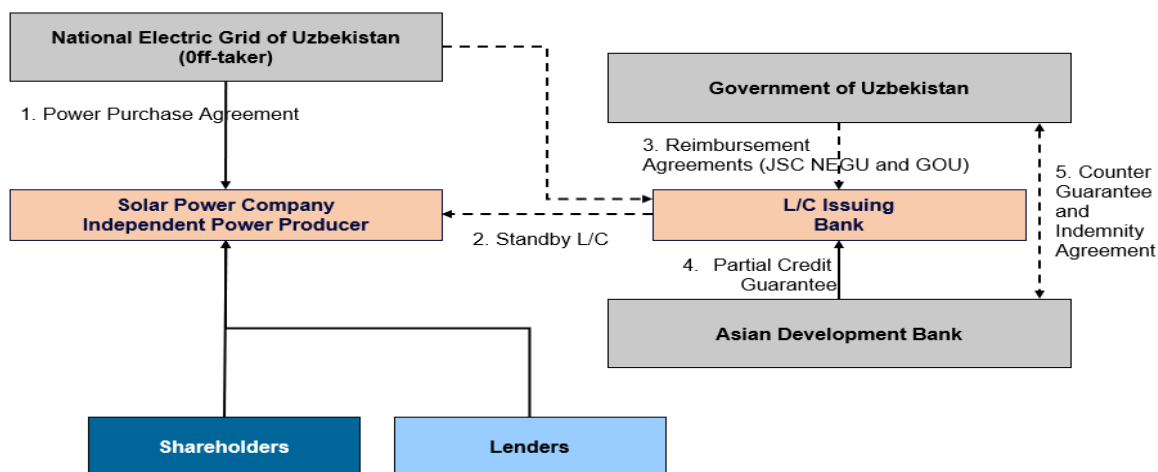 National Electric Grid of Uzbekistan
(0ff-taker)
1. Power Purchase Agreement
Government of Uzbekistan
3. Reimbursement
Agreements (JSC NEGU and GOU)
5. Counter
Guarantee
and
Indemnity
Agreement
Solar Power Company
Independent Power Producer
2. Standby L/C
L/C Issuing
Bank
4. Partial Credit
Guarantee
Asian Development Bank
Shareholders
Lenders